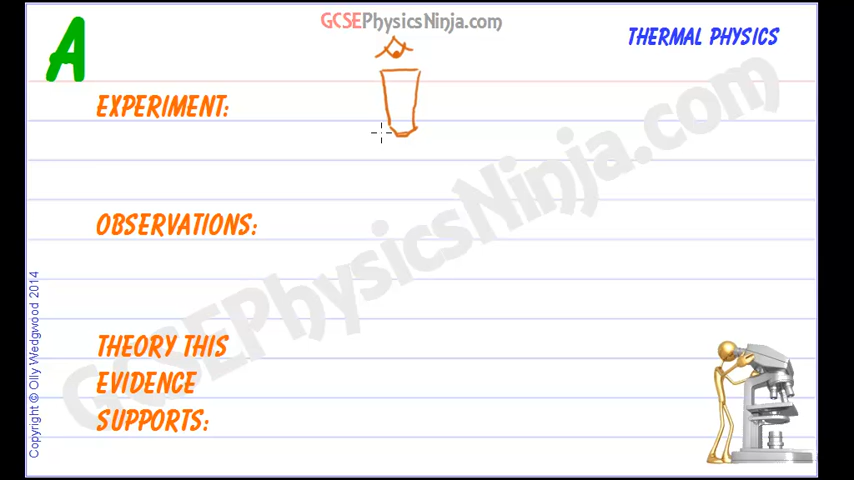 GCSEPhysicsNinja.com
A
THERMAL PHYSICS
EXPERIMENT:
OBSERVATIONS:
THEORY THIS
EVIDENCE
SUPPORTS:
GCSEPhysicsNinja.com
Copyright © Olly Wedgwood 2014